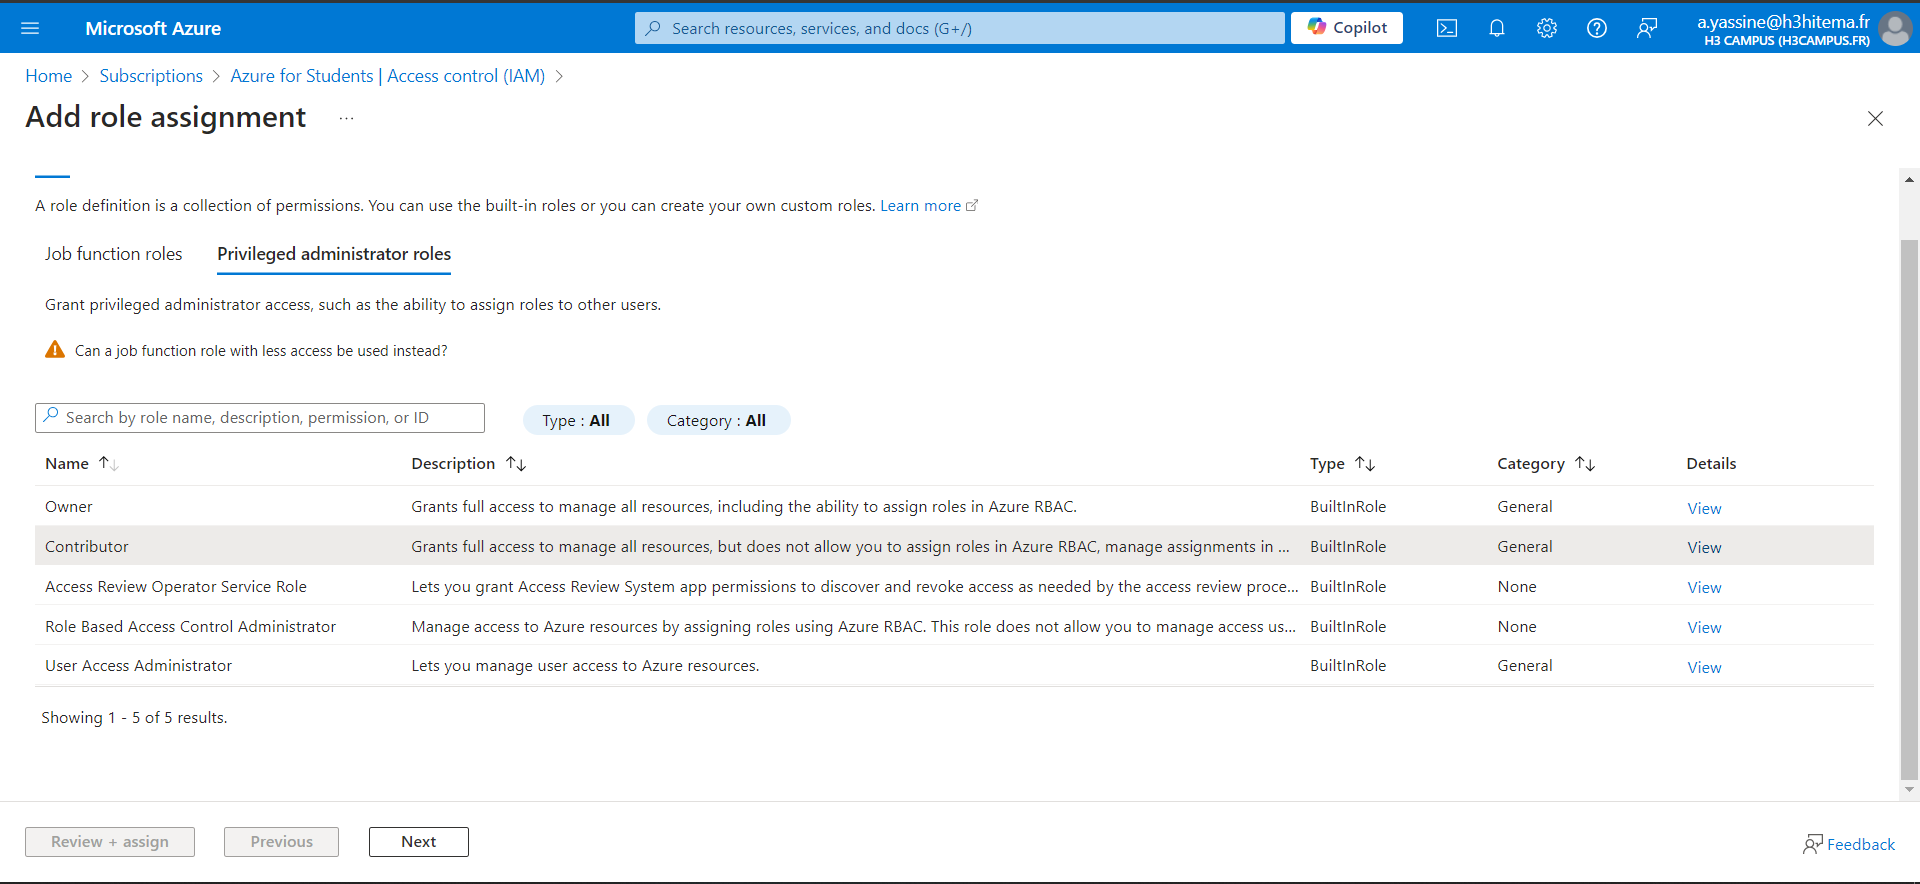 Microsoft Azure
Search resources, services, and docs (G+/)
Copilot
a.yassine@h3hitema.fr
H3 CAMPUS (H3CAMPUS.FR)
Home > Subscriptions > Azure for Students | Access control (IAM) >
Add role assignment ...
A role definition is a collection of permissions. You can use the built-in roles or you can create your own custom roles. Learn more
Job function roles Privileged administrator roles
Grant privileged administrator access, such as the ability to assign roles to other users.
Can a job function role with less access be used instead?
Search by role name, description, permission, or ID
Type : All
Category : All
Name Description Type Category Details
Owner Grants full access to manage all resources, including the ability to assign roles in Azure RBAC. BuiltInRole General View
Contributor Grants full access to manage all resources, but does not allow you to assign roles in Azure RBAC, manage assignments in ... BuiltInRole General View
Access Review Operator Service Role Lets you grant Access Review System app permissions to discover and revoke access as needed by the access review proce... BuiltInRole None View
Role Based Access Control Administrator Manage access to Azure resources by assigning roles using Azure RBAC. This role does not allow you to manage access us... BuiltInRole None View
User Access Administrator Lets you manage user access to Azure resources. BuiltInRole General View
Showing 1 - 5 of 5 results.
Review + assign Previous Next
Feedback